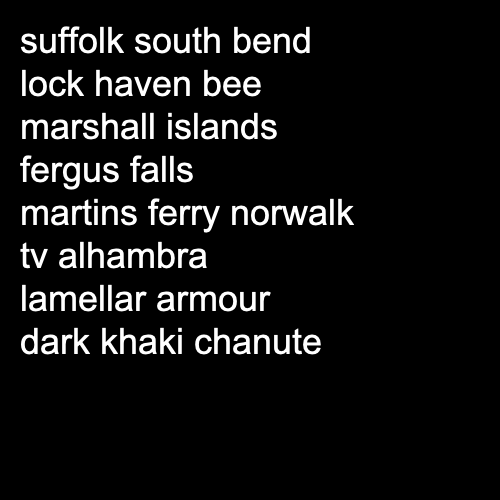 suffolk south bend
lock haven bee
marshall islands
fergus falls
martins ferry norwalk
tv alhambra
lamellar armour
dark khaki chanute